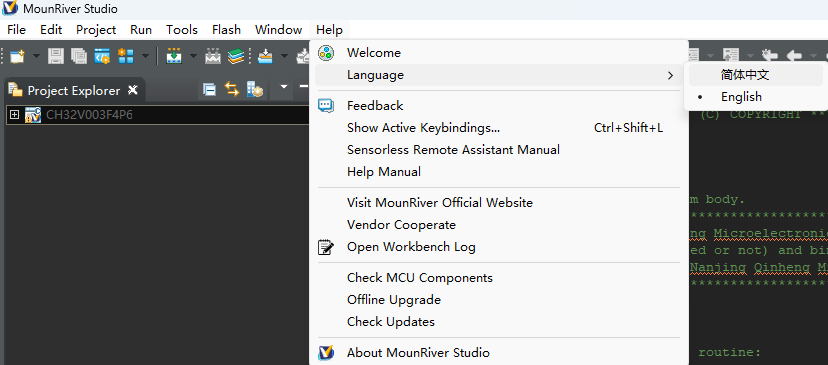 MounRiver Studio
File Edit Project Run Tools Flash Window Help
Project Explorer
CH32V003F4P6
Welcome
Language
简体中文
English
Feedback
Show Active Keybindings... Ctrl+Shift+L
Sensorless Remote Assistant Manual
Help Manual
Visit MounRiver Official Website
Vendor Cooperate
Open Workbench Log
Check MCU Components
Offline Upgrade
Check Updates
About MounRiver Studio
(C) COPYRIGHT **
m body.
*****************
ng Microelectroni
ed or not) and bin
Nanjing Qinheng M
*****************
routine: